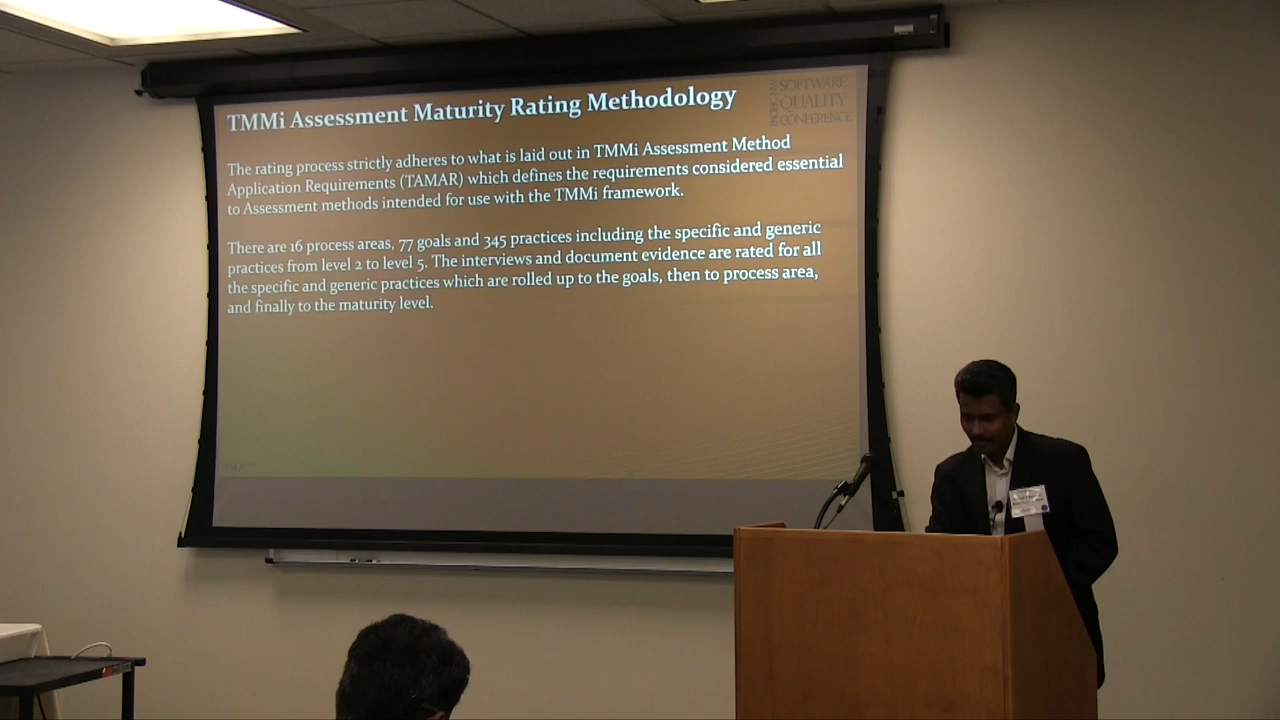 TMMi Assessment Maturity Rating Methodology
PACIFIC NW
SOFTWARE
QUALITY
CONFERENCE
The rating process strictly adheres to what is laid out in TMMi Assessment Method
Application Requirements (TAMAR) which defines the requirements considered essential
to Assessment methods intended for use with the TMMi framework.
There are 16 process areas, 77 goals and 345 practices including the specific and generic
practices from level 2 to level 5. The interviews and document evidence are rated for all
the specific and generic practices which are rolled up to the goals, then to process area,
and finally to the maturity level.